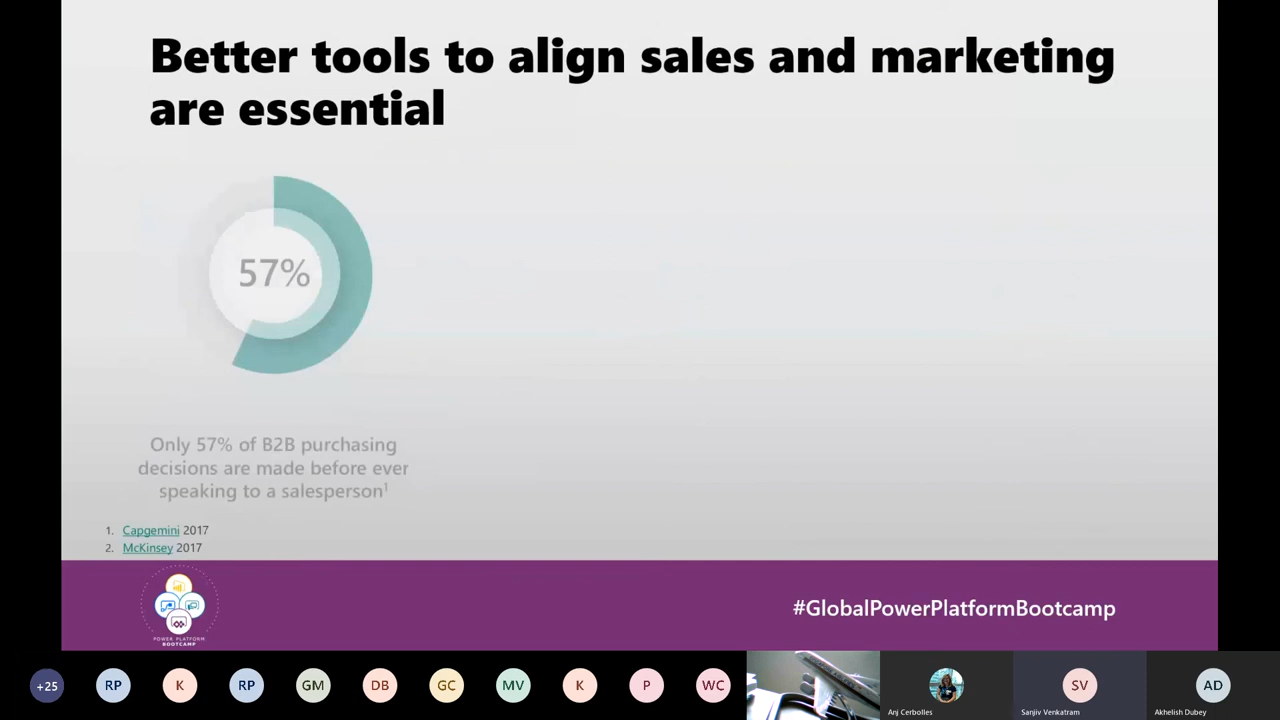 Better tools to align sales and marketing
are essential
57%
Only 57% of B2B purchasing
decisions are made before ever
speaking to a salesperson¹
1. Capgemini 2017
2. McKinsey 2017
POWER PLATFORM
BOOTCAMP
#GlobalPowerPlatformBootcamp
+25
RP
K
RP
GM
DB
GC
MV
K
P
WC
Anj Cerbolles
SV
Sanjiv Venkatram
AD
Akhelish Dubey